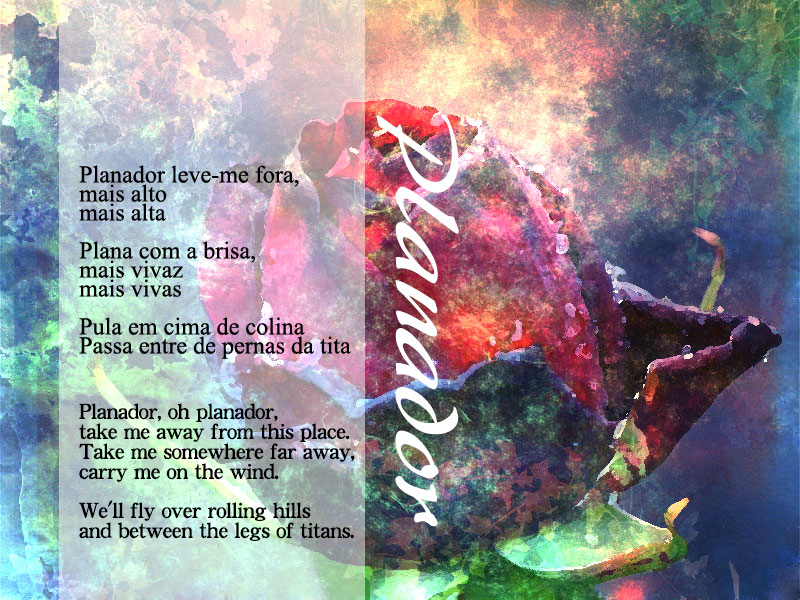 Planador leve-me fora,
mais alto
mais alta
Plana com a brisa,
mais vivaz
mais vivas
Pula em cima de colina
Passa entre de pernas da tita
Planador, oh planador,
take me away from this place.
Take me somewhere far away,
carry me on the wind.
We'll fly over rolling hills
and between the legs of titans.
Planador